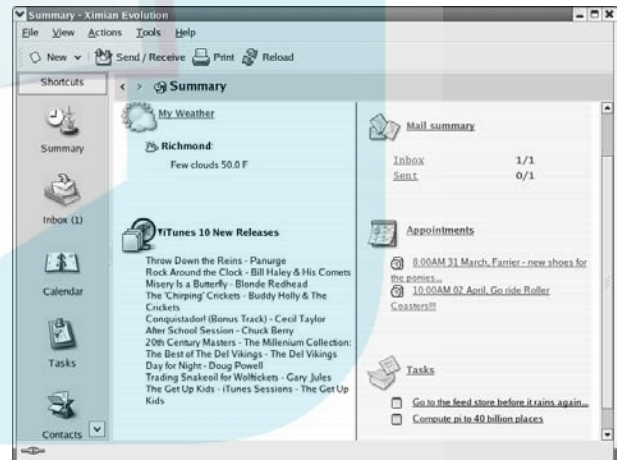 Summary - Ximian Evolution
File View Actions Tools Help
New Send / Receive Print Reload
Shortcuts
Summary
Inbox (1)
Calendar
Tasks
Contacts
Summary
My Weather
Richmond:
Few clouds 50.0 F
iTunes 10 New Releases
Throw Down the Reins - Panurge
Rock Around the Clock - Bill Haley & His Comets
Misery Is a Butterfly - Blonde Redhead
The 'Chirping' Crickets - Buddy Holly & The
Crickets
Conquistador! (Bonus Track) - Cecil Taylor
After School Session - Chuck Berry
20th Century Masters - The Millenium Collection:
The Best of The Del Vikings - The Del Vikings
Day for Night - Doug Powell
Trading Snakeoil for Wolftickets - Gary Jules
The Get Up Kids - iTunes Sessions - The Get Up
Kids
Mail summary
Inbox 1/1
Sent 0/1
Appointments
8:00AM 31 March, Farrier - new shoes for
the ponies...
10:00AM 02 April, Go ride Roller
Coasters!!!
Tasks
Go to the feed store before it rains again...
Compute pi to 40 billion places